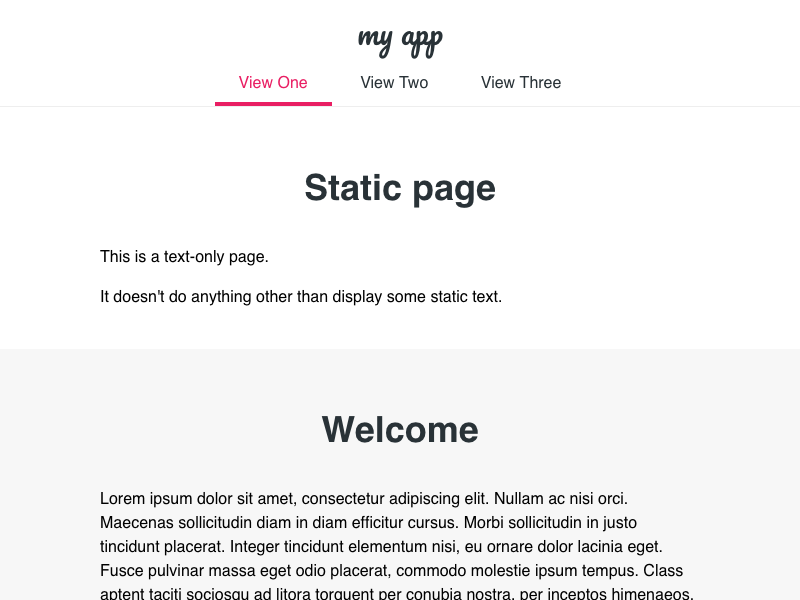 my app
View One View Two View Three
Static page
This is a text-only page.
It doesn't do anything other than display some static text.
Welcome
Lorem ipsum dolor sit amet, consectetur adipiscing elit. Nullam ac nisi orci.
Maecenas sollicitudin diam in diam efficitur cursus. Morbi sollicitudin in justo
tincidunt placerat. Integer tincidunt elementum nisi, eu ornare dolor lacinia eget.
Fusce pulvinar massa eget odio placerat, commodo molestie ipsum tempus. Class
aptent taciti sociosqu ad litora torquent per conubia nostra, per inceptos himenaeos.